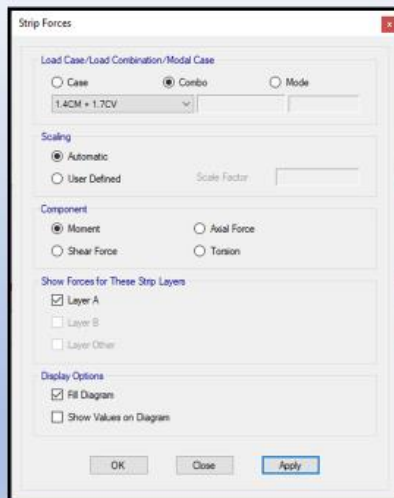 Strip Forces
x
Load Case/Load Combination/Modal Case
Case Combo Mode
1.4CM + 1.7CV
Scaling
Automatic
User Defined Scale Factor
Component
Moment Axial Force
Shear Force Torsion
Show Forces for These Strip Layers
Layer A
Layer B
Layer Other
Display Options
Fill Diagram
Show Values on Diagram
OK Close Apply